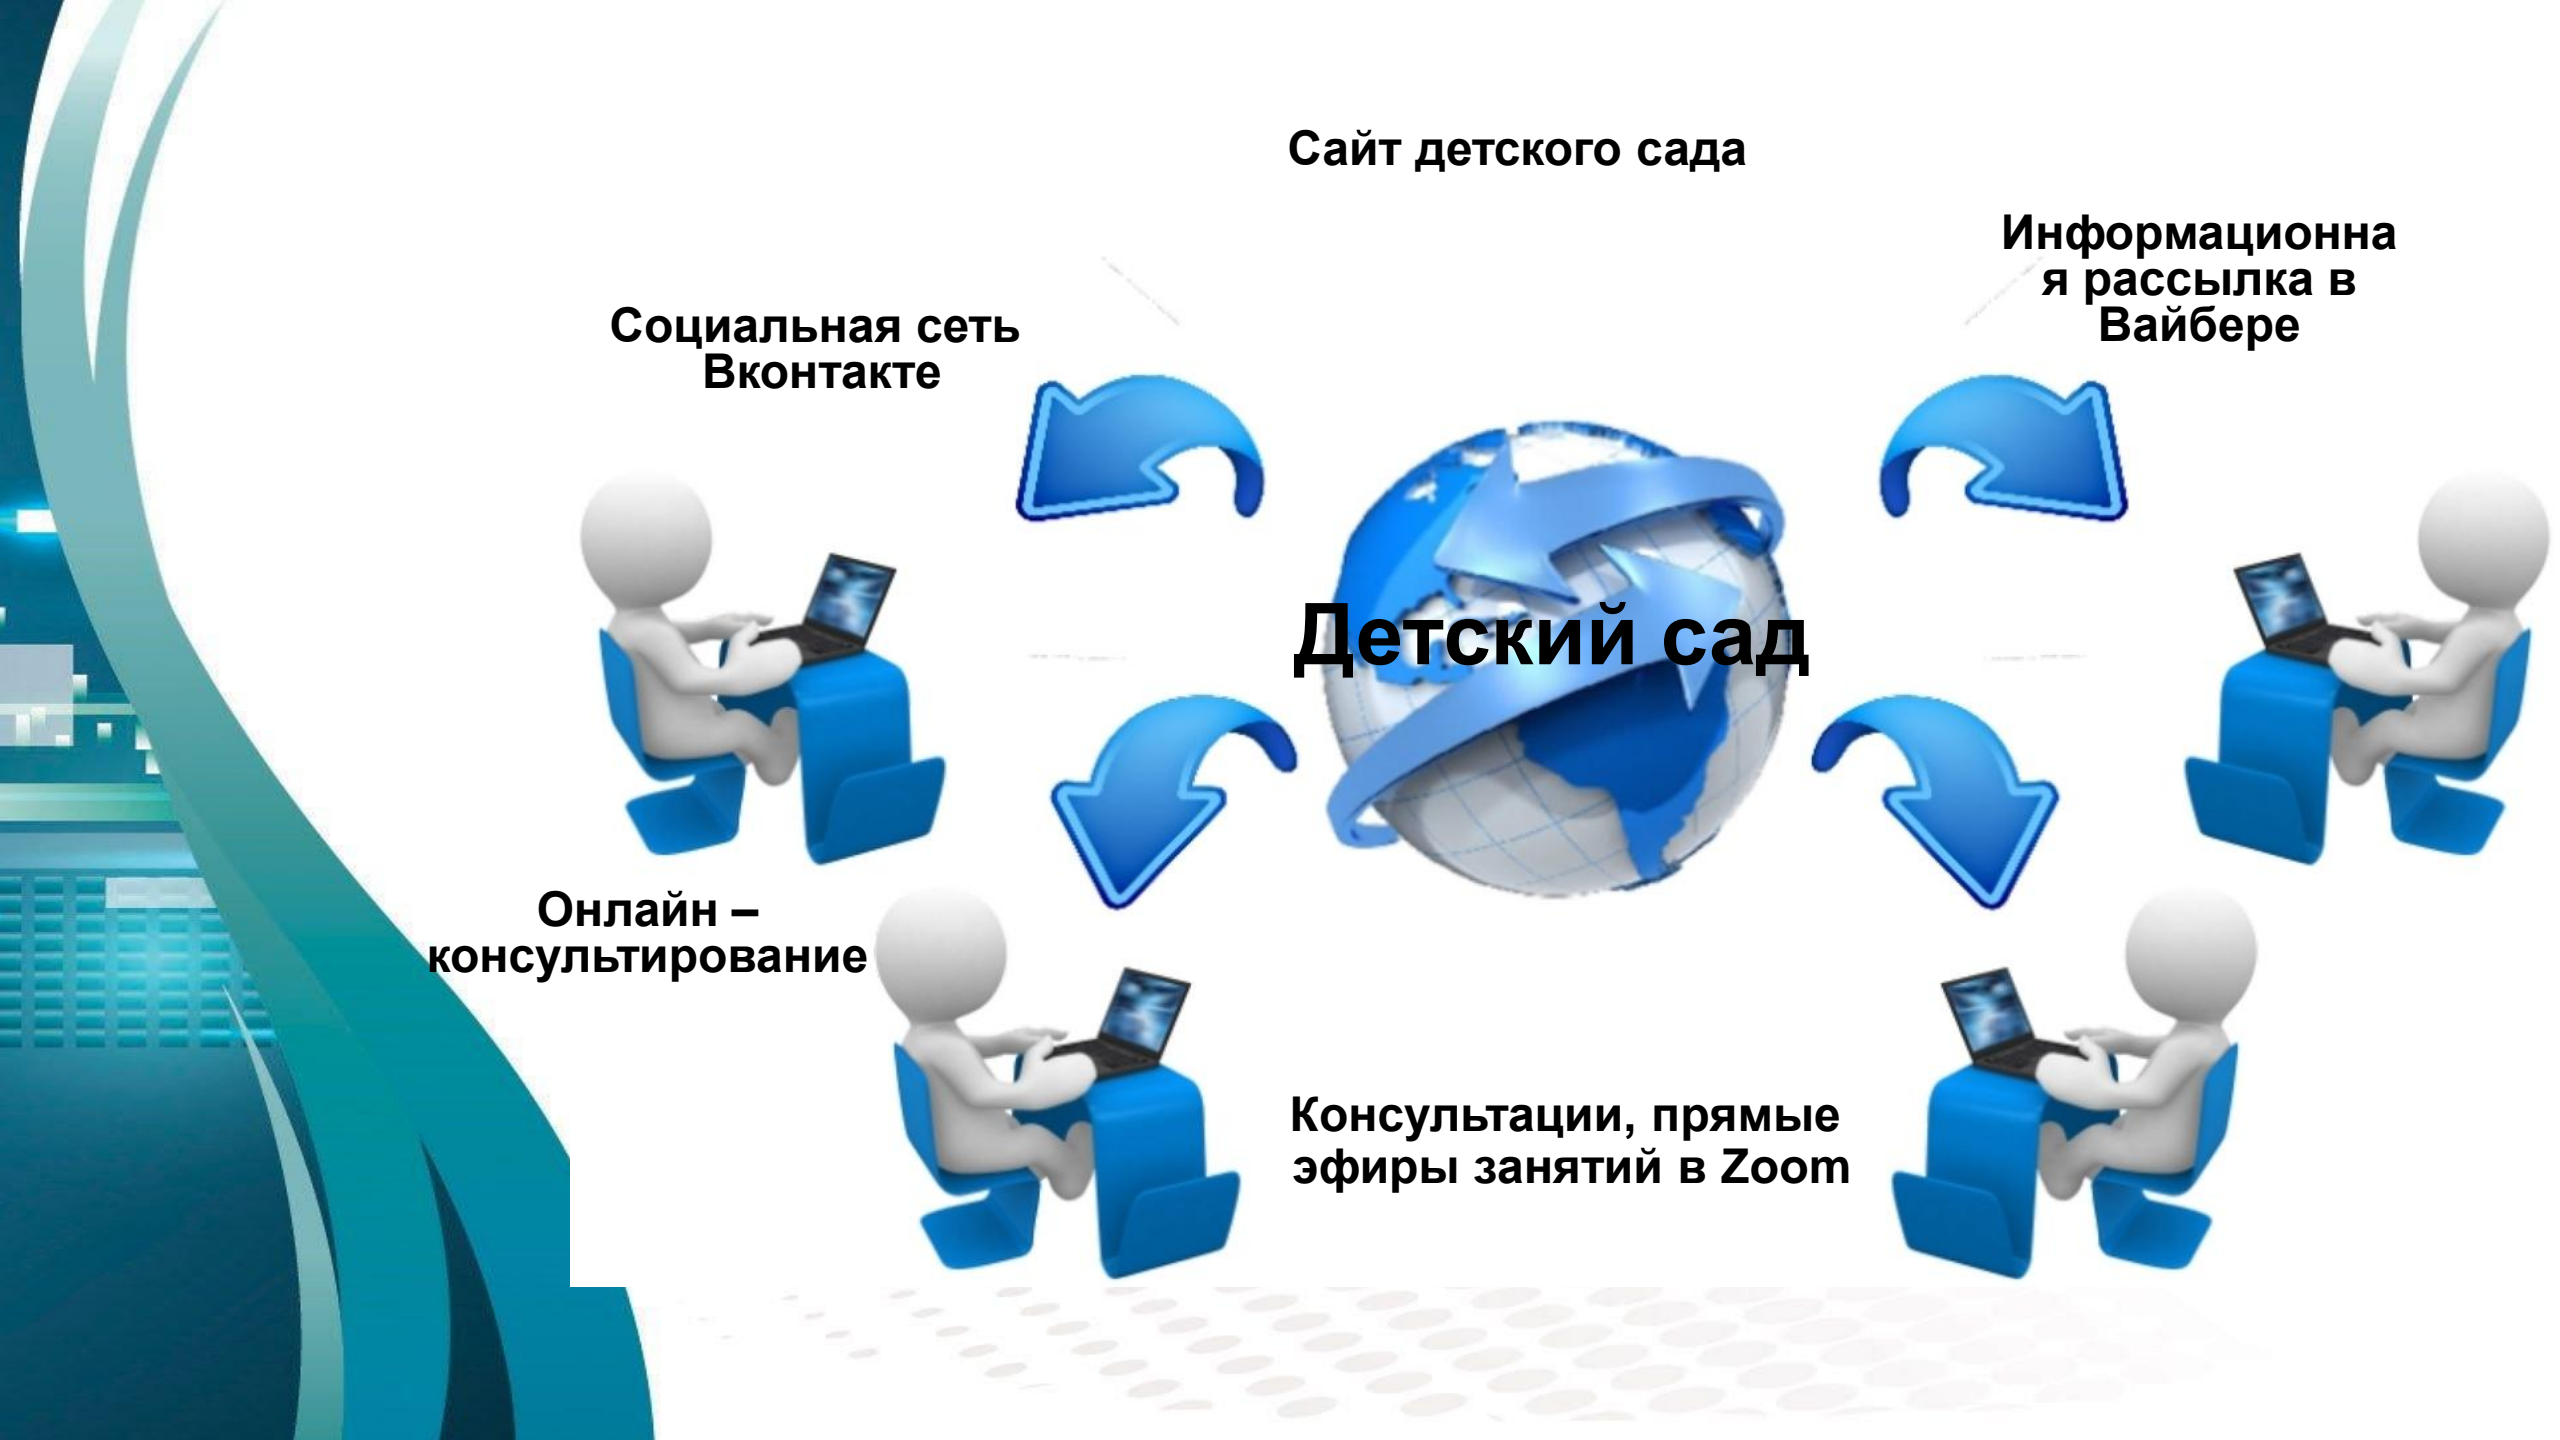 Сайт детского сада
Информационна
я рассылка в
Вайбере
Социальная сеть
Вконтакте
Детский сад
Онлайн –
консультирование
Консультации, прямые
эфиры занятий в Zoom